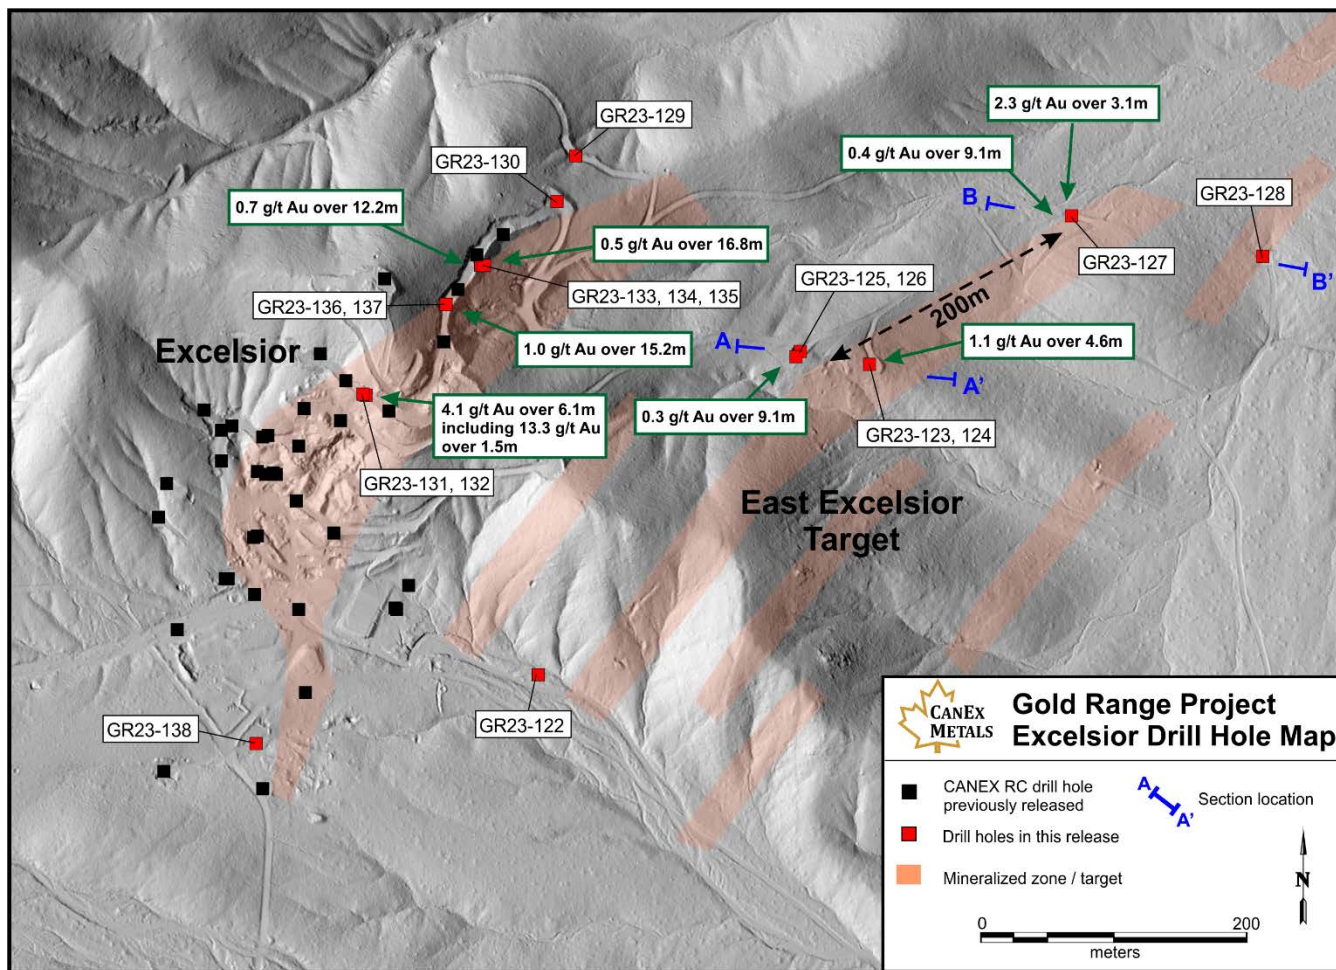 GR23-129
2.3 g/t Au over 3.1m
GR23-130
0.4 g/t Au over 9.1m
GR23-128
0.7 g/t Au over 12.2m
B
0.5 g/t Au over 16.8m
GR23-127
B'
GR23-125, 126
GR23-133, 134, 135
GR23-136, 137
200m
Excelsior
1.0 g/t Au over 15.2m
A
1.1 g/t Au over 4.6m
A'
4.1 g/t Au over 6.1m
including 13.3 g/t Au
over 1.5m
0.3 g/t Au over 9.1m
GR23-123, 124
GR23-131, 132
East Excelsior
Target
GR23-122
GR23-138
CANEX
METALS
Gold Range Project
Excelsior Drill Hole Map
CANEX RC drill hole
previously released
A
A'
Section location
Drill holes in this release
Mineralized zone / target
N
0
200
meters